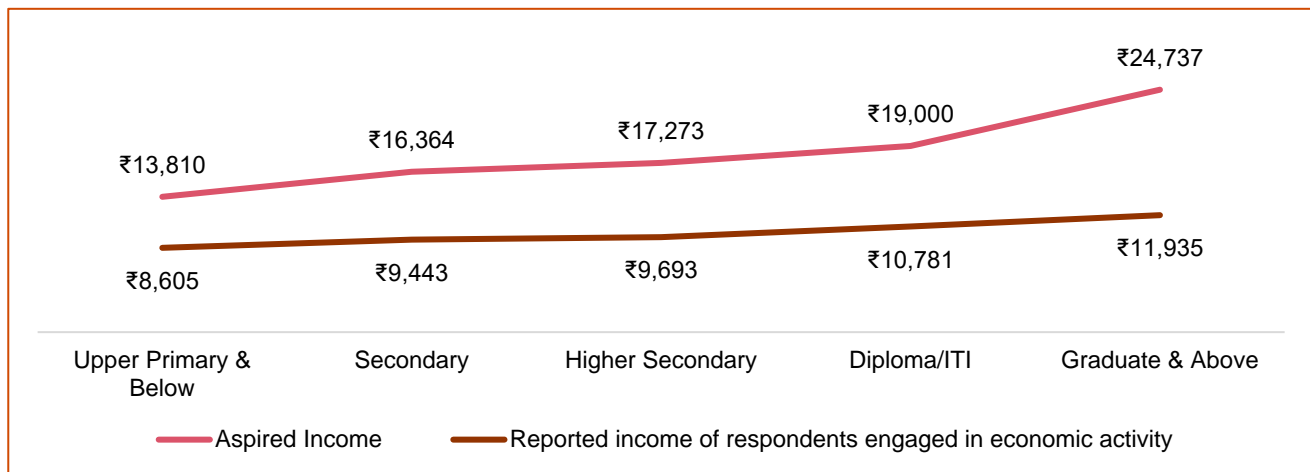 ₹24,737
₹19,000
₹17,273
₹16,364
₹13,810
₹8,605
₹9,443
₹9,693
₹10,781
₹11,935
Upper Primary &
Below
Secondary
Higher Secondary
Diploma/ITI
Graduate & Above
Aspired Income
Reported income of respondents engaged in economic activity